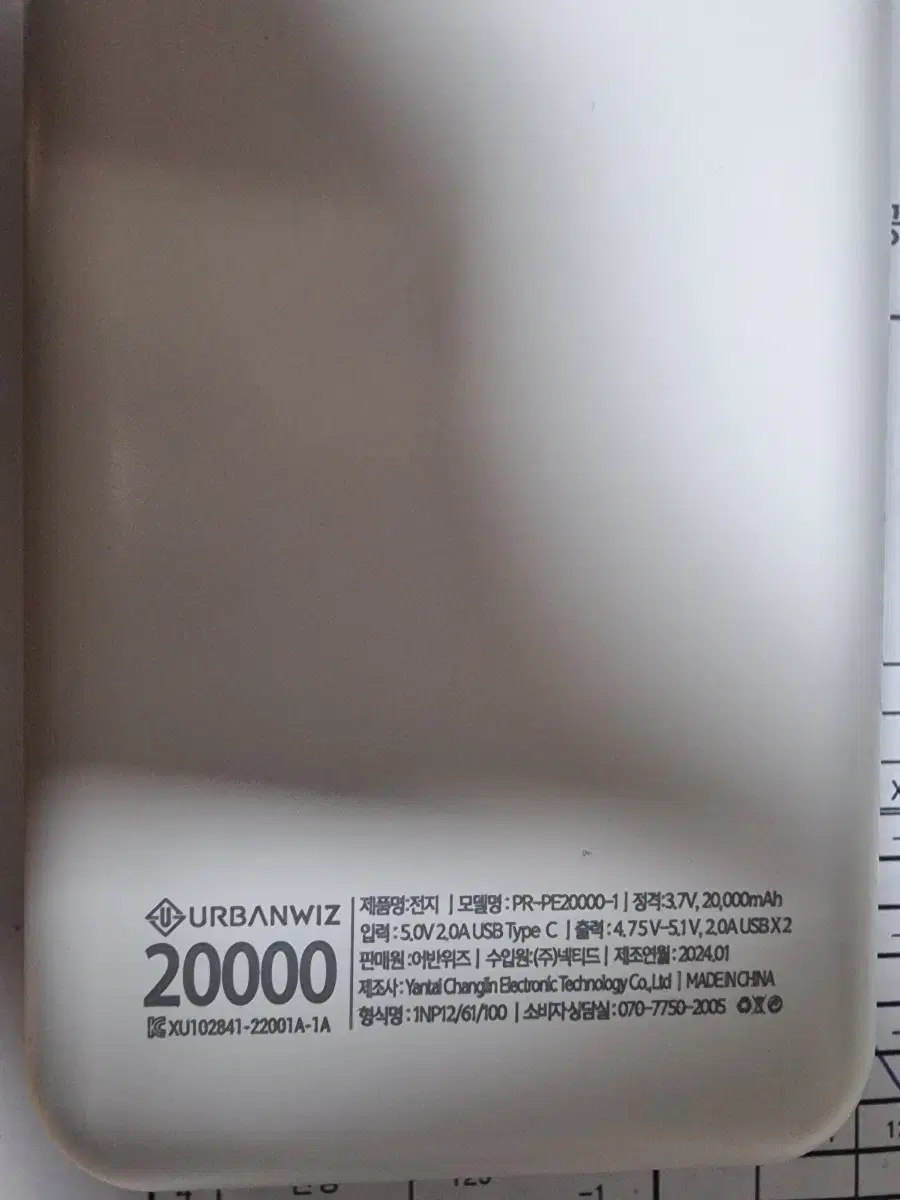 URBANWIZ
20000
XU102841-22001A-1A
제품명:전지 | 모델명 : PR-PE20000-1 | 정격:3.7V, 20,000mAh
입력 : 5.0V 2.0A USB Type C | 출력 : 4.75V-5.1V, 2.0A USB X 2
판매원 :어반위즈 | 수입원:(주)넥티드 | 제조연월 : 2024.01
제조사 : Yantai Changlin Electronic Technology Co.,Ltd | MADE IN CHINA
형식명 : 1NP12/61/100 | 소비자상담실 : 070-7750-2005
-1